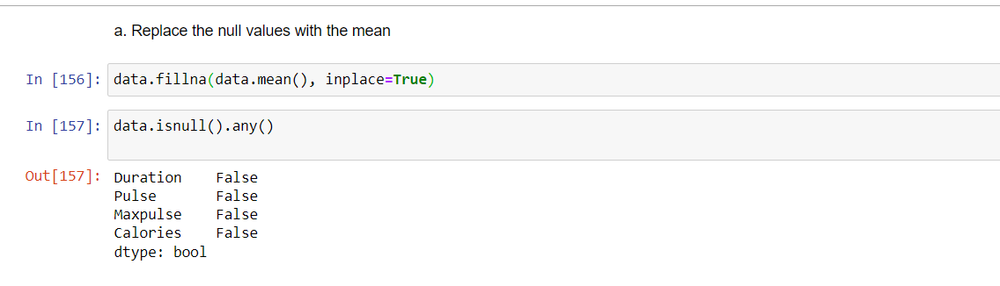 a. Replace the null values with the mean
In [156]: data.fillna(data.mean(), inplace=True)
In [157]: data.isnull().any()
Out[157]: Duration    False
Pulse       False
Maxpulse    False
Calories    False
dtype: bool